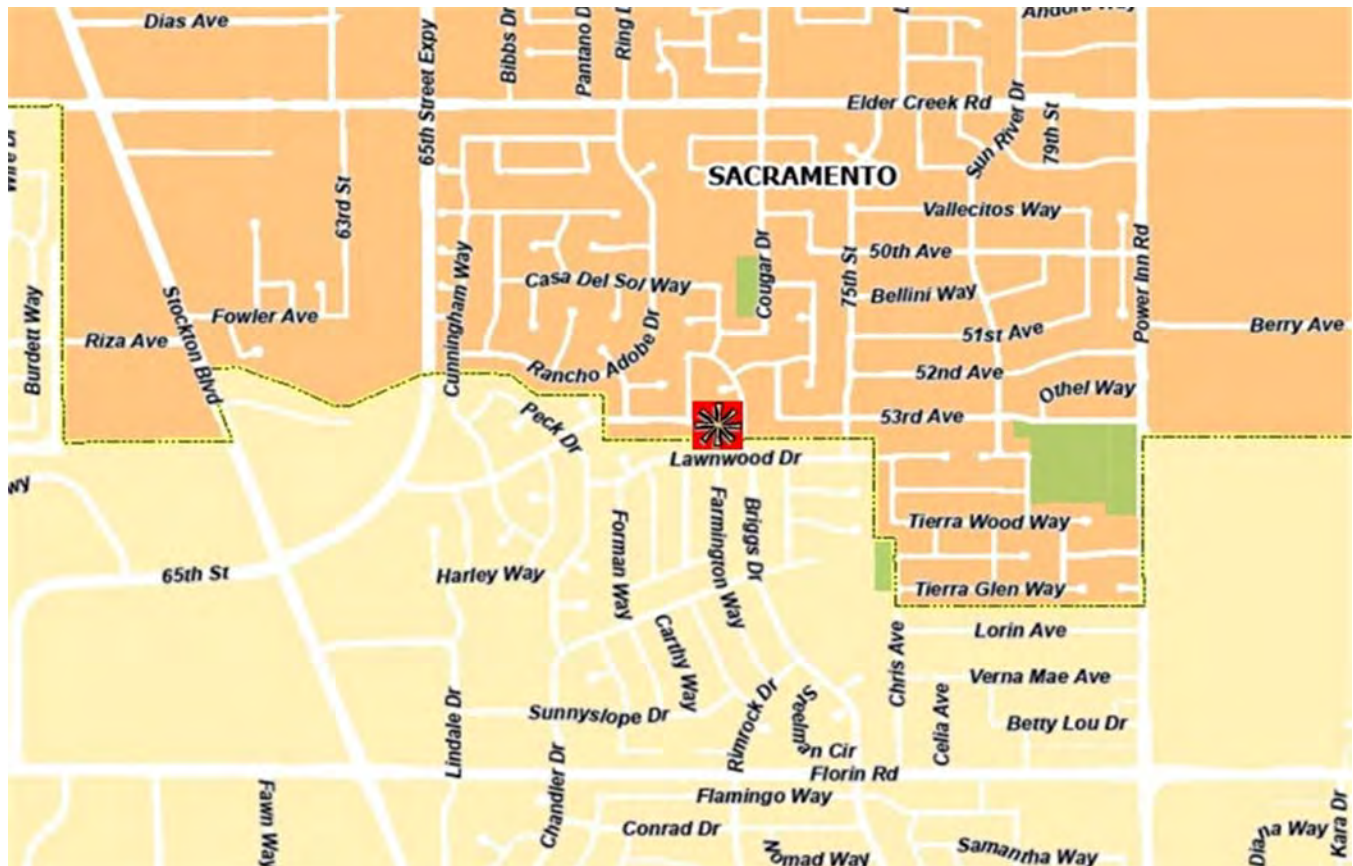 Dias Ave
65th Street Expy
Bibbs Dr
Pantano D
Ring D
Andora Way
Elder Creek Rd
Sun River Dr
79th St
63rd St
SACRAMENTO
Vallecitos Way
50th Ave
Cougar Dr
75th St
Power Inn Rd
Cunningham Way
Casa Del Sol Way
Bellini Way
Stockton Blvd
Fowler Ave
Burdett Way
Riza Ave
51st Ave
Berry Ave
Rancho Adobe Dr
52nd Ave
Othel Way
Peck Dr
53rd Ave
Lawnwood Dr
Forman Way
Farmington Way
Briggs Dr
Tierra Wood Way
65th St
Harley Way
Tierra Glen Way
Carthy Way
Chris Ave
Lorin Ave
Verna Mae Ave
Lindale Dr
Sunnyslope Dr
Rimrock Dr
Steelman Cir
Celia Ave
Betty Lou Dr
Chandler Dr
Florin Rd
Fawn Way
Flamingo Way
Conrad Dr
Nomad Way
Samantha Way
Diana Way
Kara Dr